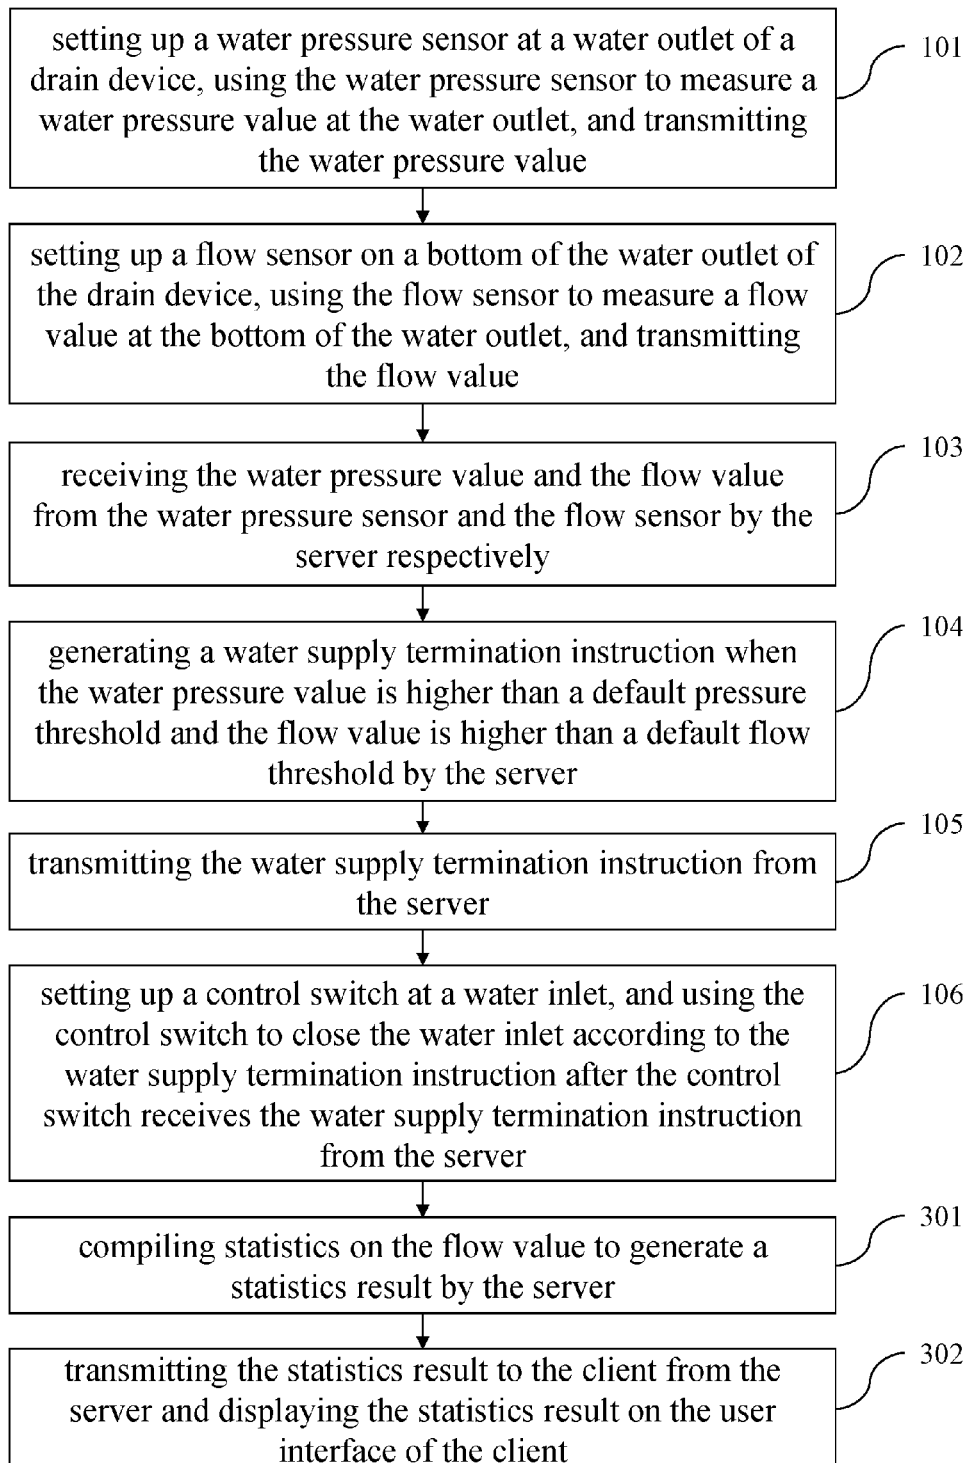 setting up a water pressure sensor at a water outlet of a
drain device, using the water pressure sensor to measure a
water pressure value at the water outlet, and transmitting
the water pressure value
101
setting up a flow sensor on a bottom of the water outlet of
the drain device, using the flow sensor to measure a flow
value at the bottom of the water outlet, and transmitting
the flow value
102
receiving the water pressure value and the flow value
from the water pressure sensor and the flow sensor by the
server respectively
103
generating a water supply termination instruction when
the water pressure value is higher than a default pressure
threshold and the flow value is higher than a default flow
threshold by the server
104
transmitting the water supply termination instruction from
the server
105
setting up a control switch at a water inlet, and using the
control switch to close the water inlet according to the
water supply termination instruction after the control
switch receives the water supply termination instruction
from the server
106
compiling statistics on the flow value to generate a
statistics result by the server
301
transmitting the statistics result to the client from the
server and displaying the statistics result on the user
interface of the client
302